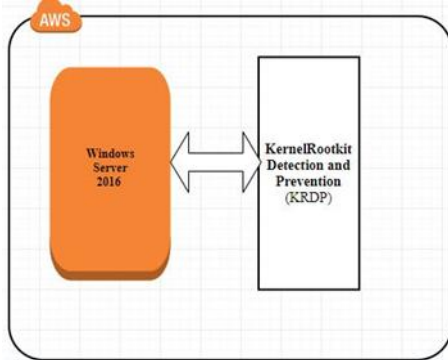 AWS
Windows
Server
2016
KernelRootkit
Detection and
Prevention
(KRDP)